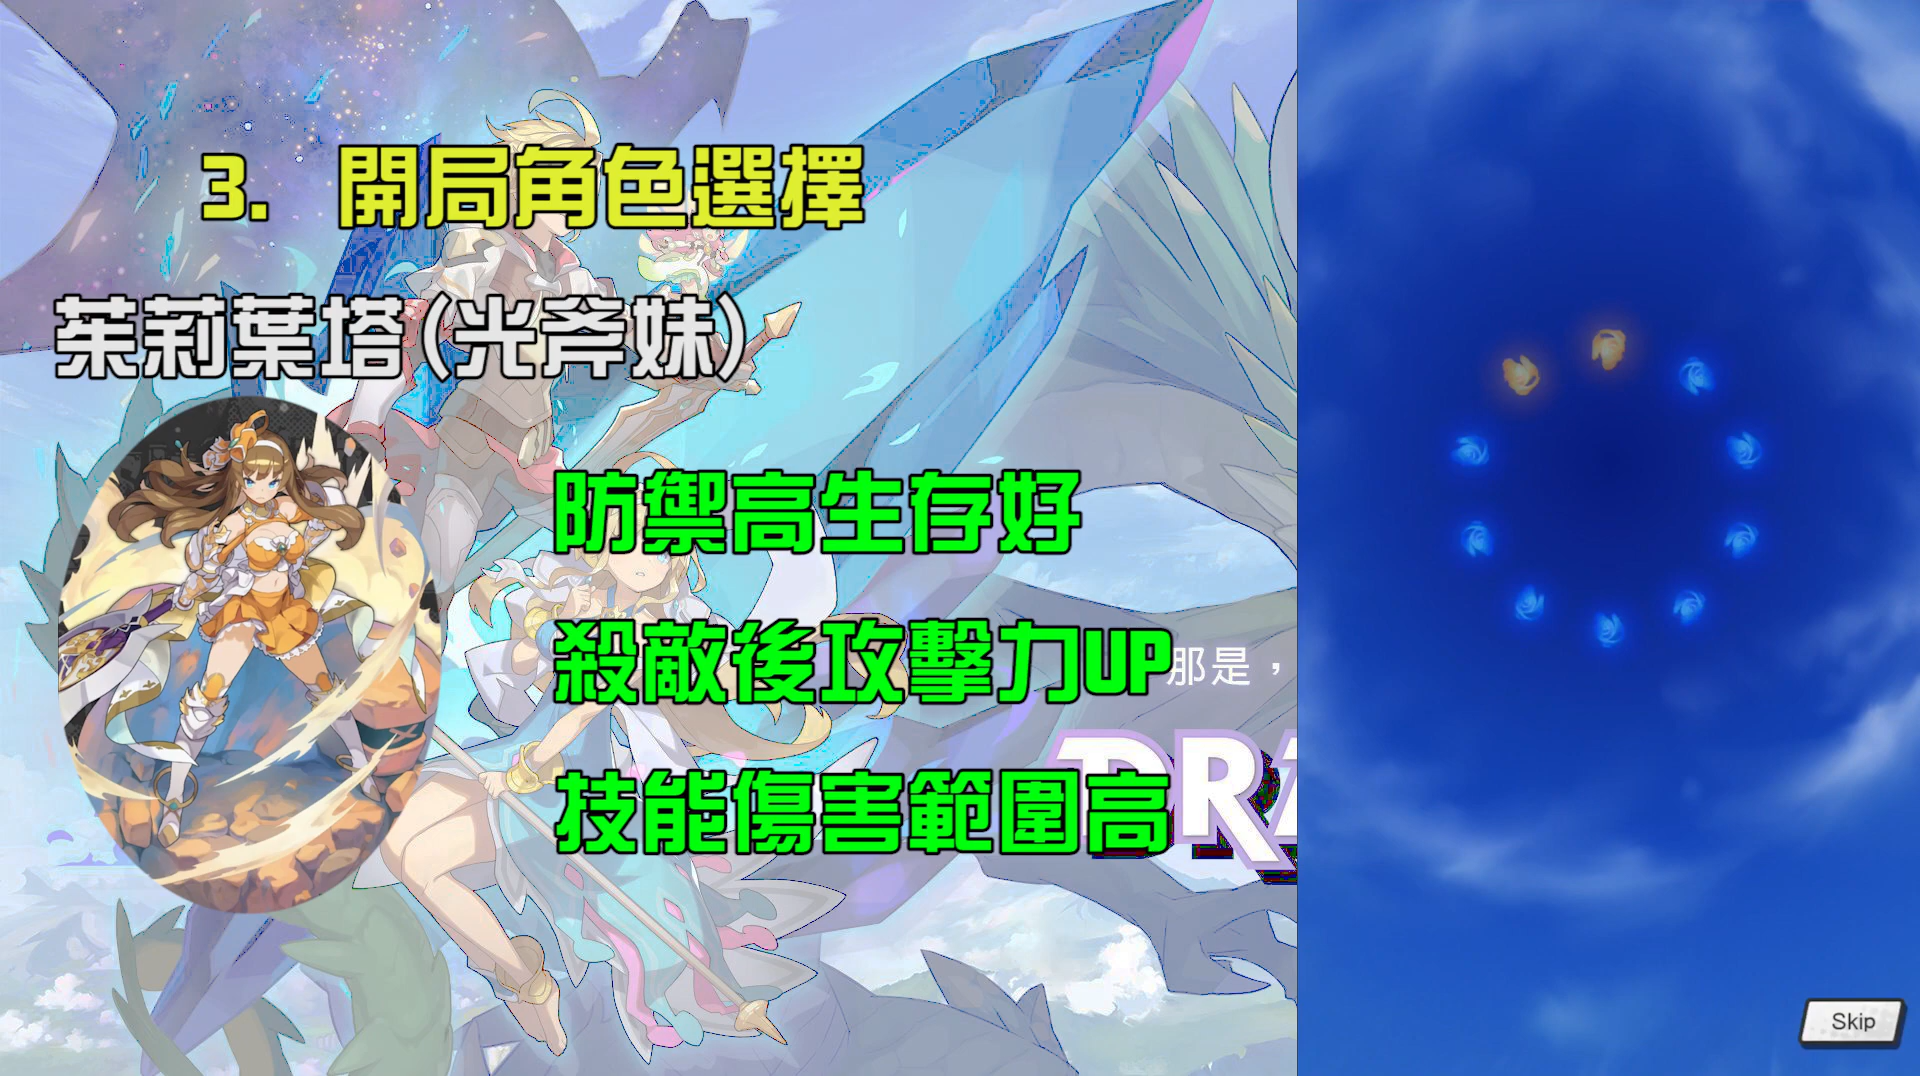 3. 開局角色選擇
茱莉葉塔(光斧妹)
防禦高生存好
殺敵後攻擊力UP
那是，
技能傷害範圍高
DRA
Skip